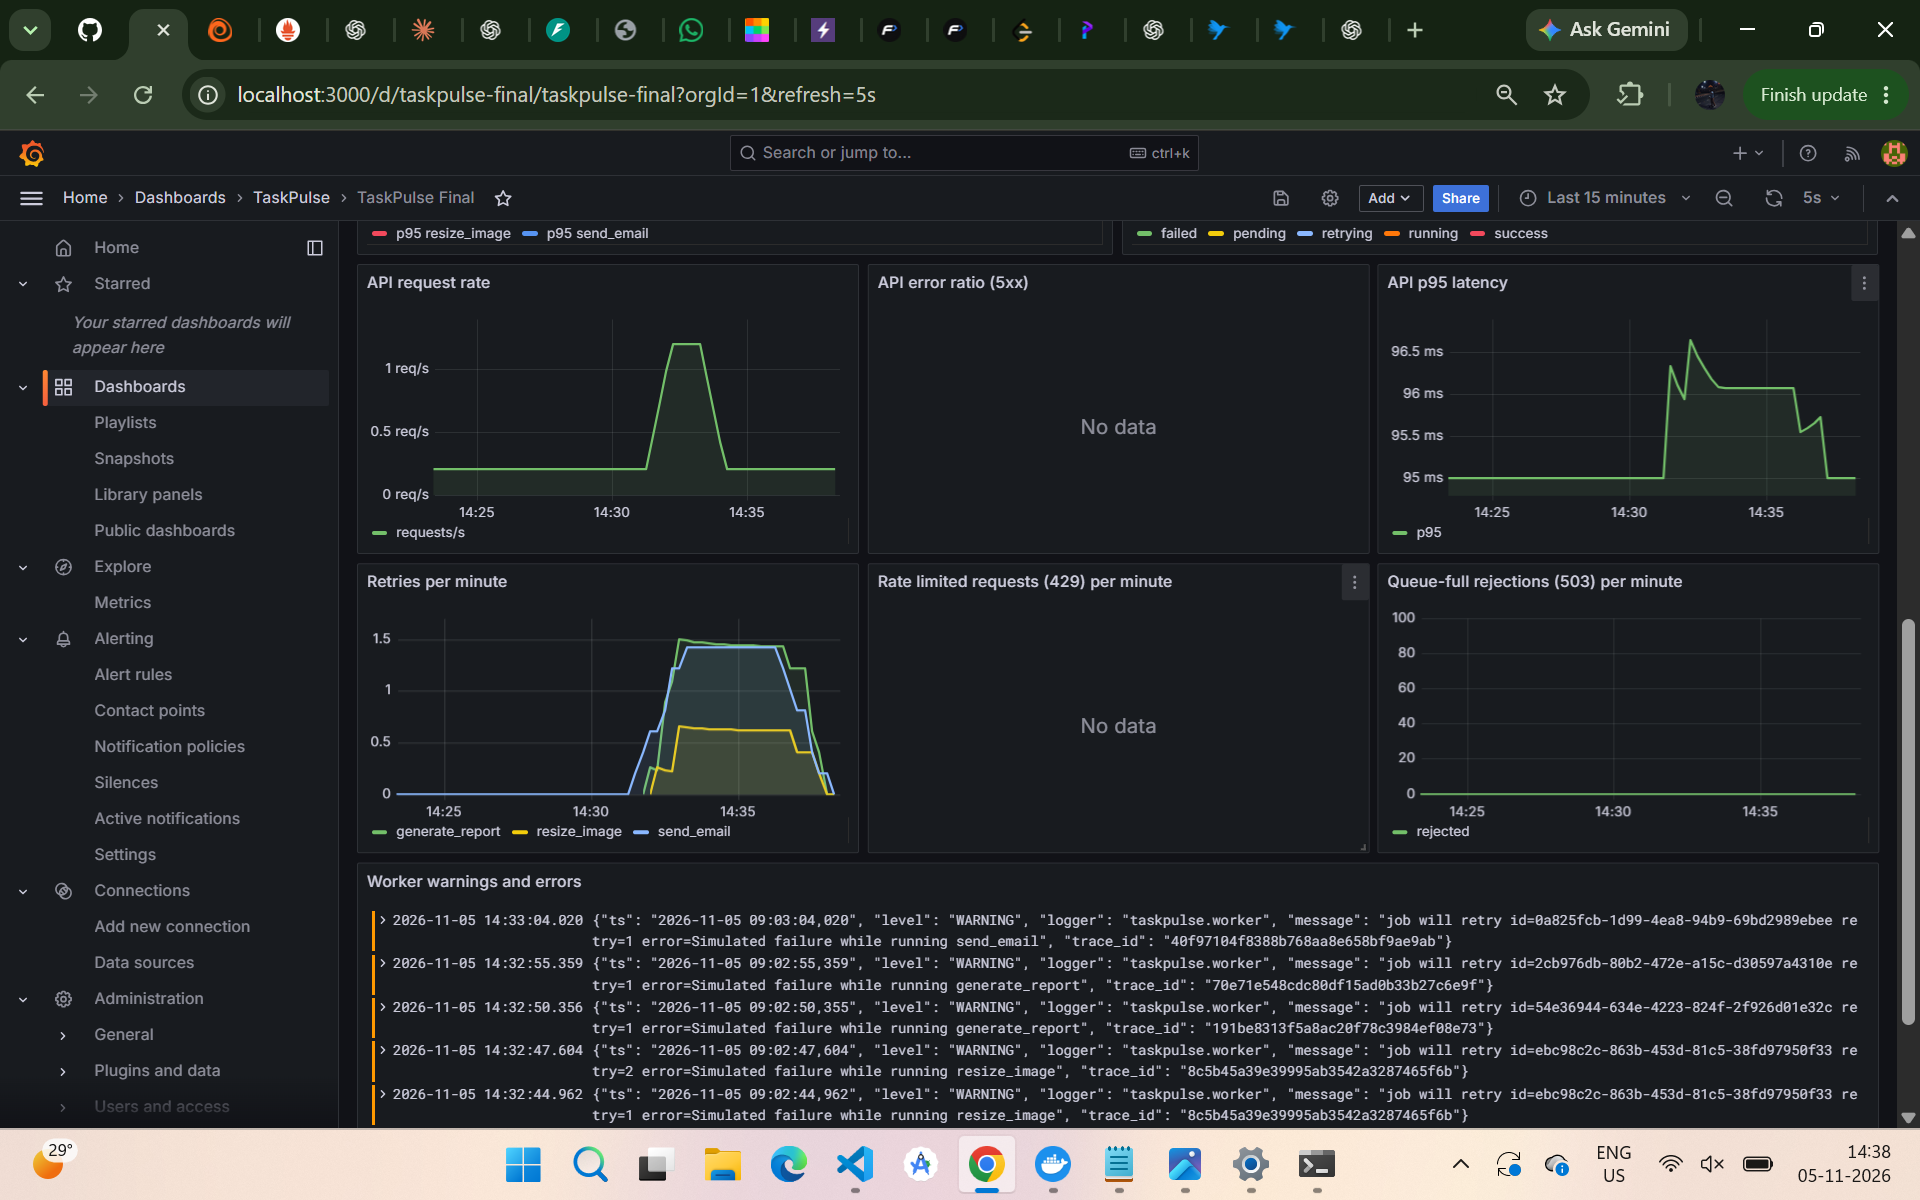 Ask Gemini
localhost:3000/d/taskpulse-final/taskpulse-final?orgId=1&refresh=5s
Finish update
Search or jump to...
ctrl+k
Home › Dashboards › TaskPulse › TaskPulse Final
Add
Share
Last 15 minutes
5s
Home
Starred
Your starred dashboards will
appear here
Dashboards
Playlists
Snapshots
Library panels
Public dashboards
Explore
Metrics
Alerting
Alert rules
Contact points
Notification policies
Silences
Active notifications
Settings
Connections
Add new connection
Data sources
Administration
General
Plugins and data
Users and access
p95 resize_image p95 send_email
failed pending retrying running success
API request rate
1 req/s
0.5 req/s
0 req/s
14:25 14:30 14:35
requests/s
API error ratio (5xx)
No data
API p95 latency
96.5 ms
96 ms
95.5 ms
95 ms
14:25 14:30 14:35
p95
Retries per minute
1.5
1
0.5
0
14:25 14:30 14:35
generate_report resize_image send_email
Rate limited requests (429) per minute
No data
Queue-full rejections (503) per minute
100
80
60
40
20
0
14:25 14:30 14:35
rejected
Worker warnings and errors
2026-11-05 14:33:04.020 {"ts": "2026-11-05 09:03:04,020", "level": "WARNING", "logger": "taskpulse.worker", "message": "job will retry id=0a825fcb-1d99-4ea8-94b9-69bd2989ebee re
try=1 error=Simulated failure while running send_email", "trace_id": "40f97104f8388b768aa8e658bf9ae9ab"}
2026-11-05 14:32:55.359 {"ts": "2026-11-05 09:02:55,359", "level": "WARNING", "logger": "taskpulse.worker", "message": "job will retry id=2cb976db-80b2-472e-a15c-d30597a4310e re
try=1 error=Simulated failure while running generate_report", "trace_id": "70e71e548cdc80df15ad0b33b27c6e9f"}
2026-11-05 14:32:50.356 {"ts": "2026-11-05 09:02:50,355", "level": "WARNING", "logger": "taskpulse.worker", "message": "job will retry id=54e36944-634e-4223-824f-2f926d01e32c re
try=1 error=Simulated failure while running generate_report", "trace_id": "191be8313f5a8ac20f78c3984ef08e73"}
2026-11-05 14:32:47.604 {"ts": "2026-11-05 09:02:47,604", "level": "WARNING", "logger": "taskpulse.worker", "message": "job will retry id=ebc98c2c-863b-453d-81c5-38fd97950f33 re
try=2 error=Simulated failure while running resize_image", "trace_id": "8c5b45a39e39995ab3542a3287465f6b"}
2026-11-05 14:32:44.962 {"ts": "2026-11-05 09:02:44,962", "level": "WARNING", "logger": "taskpulse.worker", "message": "job will retry id=ebc98c2c-863b-453d-81c5-38fd97950f33 re
try=1 error=Simulated failure while running resize_image", "trace_id": "8c5b45a39e39995ab3542a3287465f6b"}
29°
ENG
US
14:38
05-11-2026